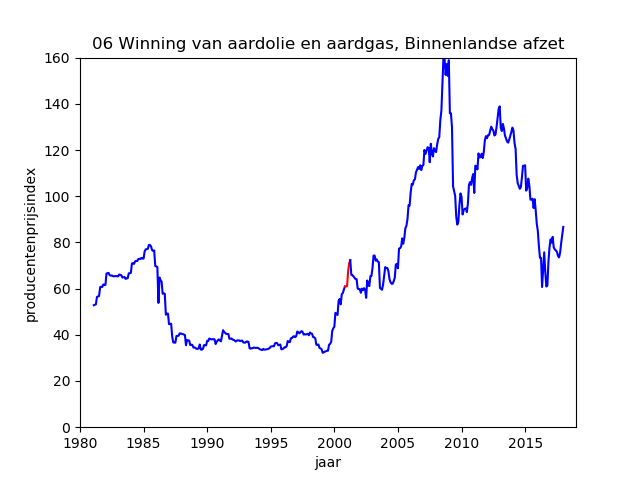 06 Winning van aardolie en aardgas, Binnenlandse afzet
producentenprijsindex
160
140
120
100
80
60
40
20
0
1980 1985 1990 1995 2000 2005 2010 2015
jaar